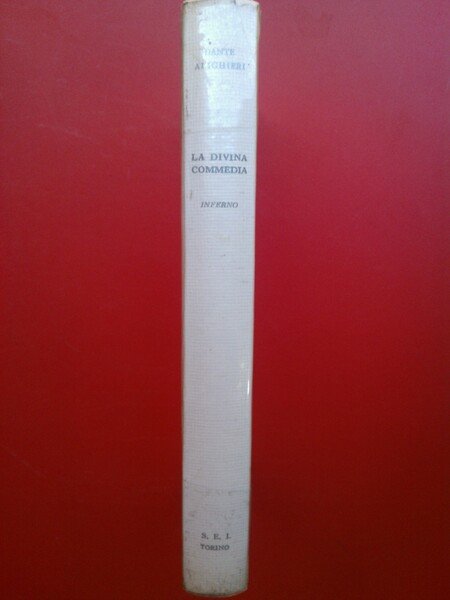 DANTE
ALIGHIERI
LA DIVINA
COMMEDIA
INFERNO
S. E. I.
TORINO